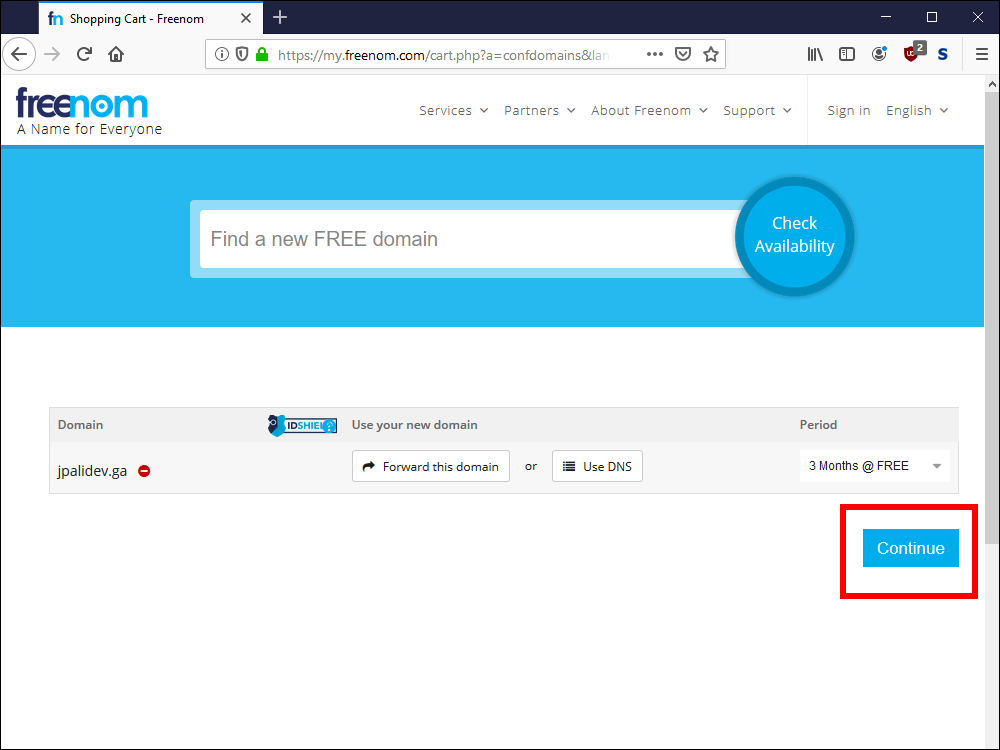 Shopping Cart - Freenom
https://my.freenom.com/cart.php?a=confdomains&lan
2
S
freenom
A Name for Everyone
Services Partners About Freenom Support Sign in English
Find a new FREE domain
Check
Availability
Domain IDSHIELD Use your new domain Period
jpalidev.ga Forward this domain or Use DNS 3 Months @ FREE
Continue